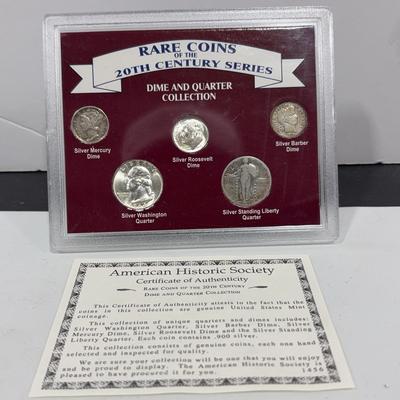 RARE COINS
OF THE
20TH CENTURY SERIES
DIME AND QUARTER
COLLECTION
Silver Mercury
Dime
Silver Roosevelt
Dime
Silver Barber
Dime
Silver Washington
Quarter
Silver Standing Liberty
Quarter
American Historic Society
Certificate of Authenticity
RARE COINS OF THE 20TH CENTURY
DIME AND QUARTER COLLECTION
This Certificate of Authenticity attests to the fact that the
coins in this collection are genuine United States Mint
coinage.
This collection of unique quarters and dimes includes:
Silver Washington Quarter, Silver Barber Dime, Silver
Mercury Dime, Silver Roosevelt Dime and the Silver Standing
Liberty Quarter. Each coin contains .900 silver.
This collection consists of genuine coins, each one hand
selected and inspected for quality.
We are sure your collection will be one that you will enjoy
and be proud to display. The American Historic Society is
pleased to have procured it for you.
1456